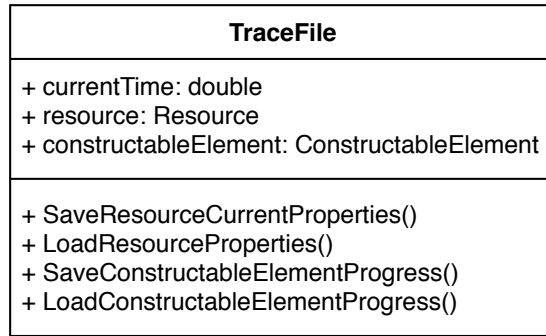 TraceFile
+ currentTime: double
+ resource: Resource
+ constructableElement: ConstructableElement
+ SaveResourceCurrentProperties()
+ LoadResourceProperties()
+ SaveConstructableElementProgress()
+ LoadConstructableElementProgress()